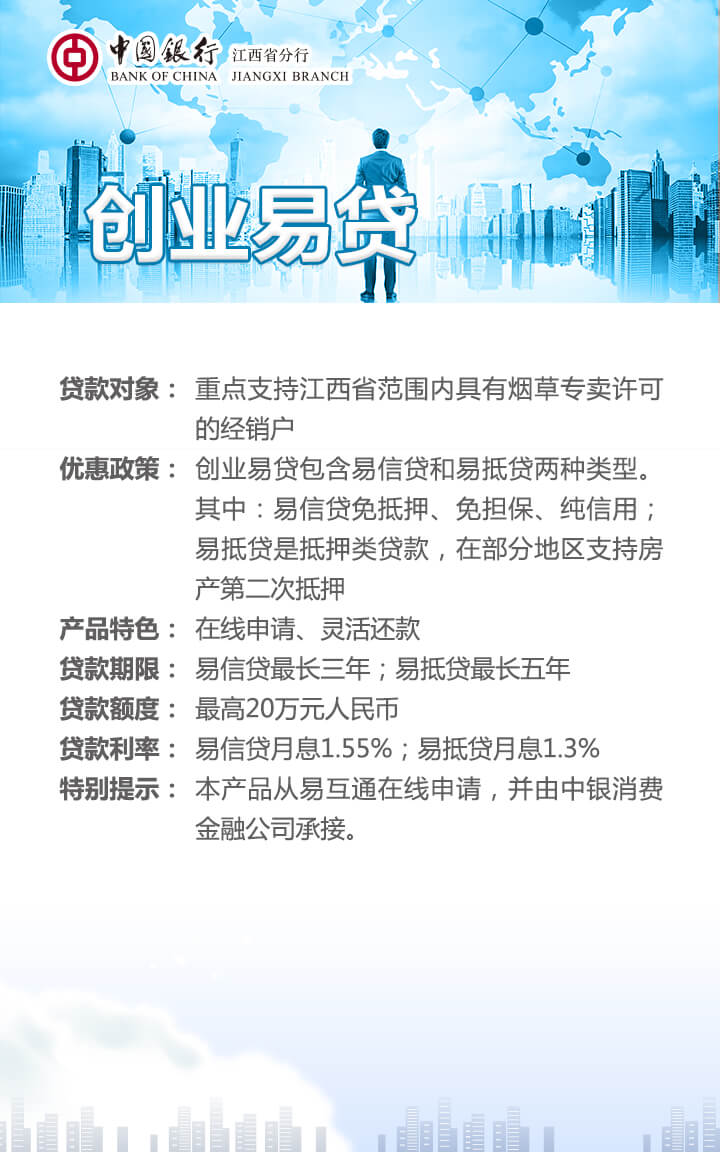 中國銀行 江西省分行
BANK OF CHINA JIANGXI BRANCH
创业易贷
贷款对象： 重点支持江西省范围内具有烟草专卖许可
的经销户
优惠政策： 创业易贷包含易信贷和易抵贷两种类型。
其中：易信贷免抵押、免担保、纯信用；
易抵贷是抵押类贷款，在部分地区支持房
产第二次抵押
产品特色： 在线申请、灵活还款
贷款期限： 易信贷最长三年；易抵贷最长五年
贷款额度： 最高20万元人民币
贷款利率： 易信贷月息1.55%；易抵贷月息1.3%
特别提示： 本产品从易互通在线申请，并由中银消费
金融公司承接。